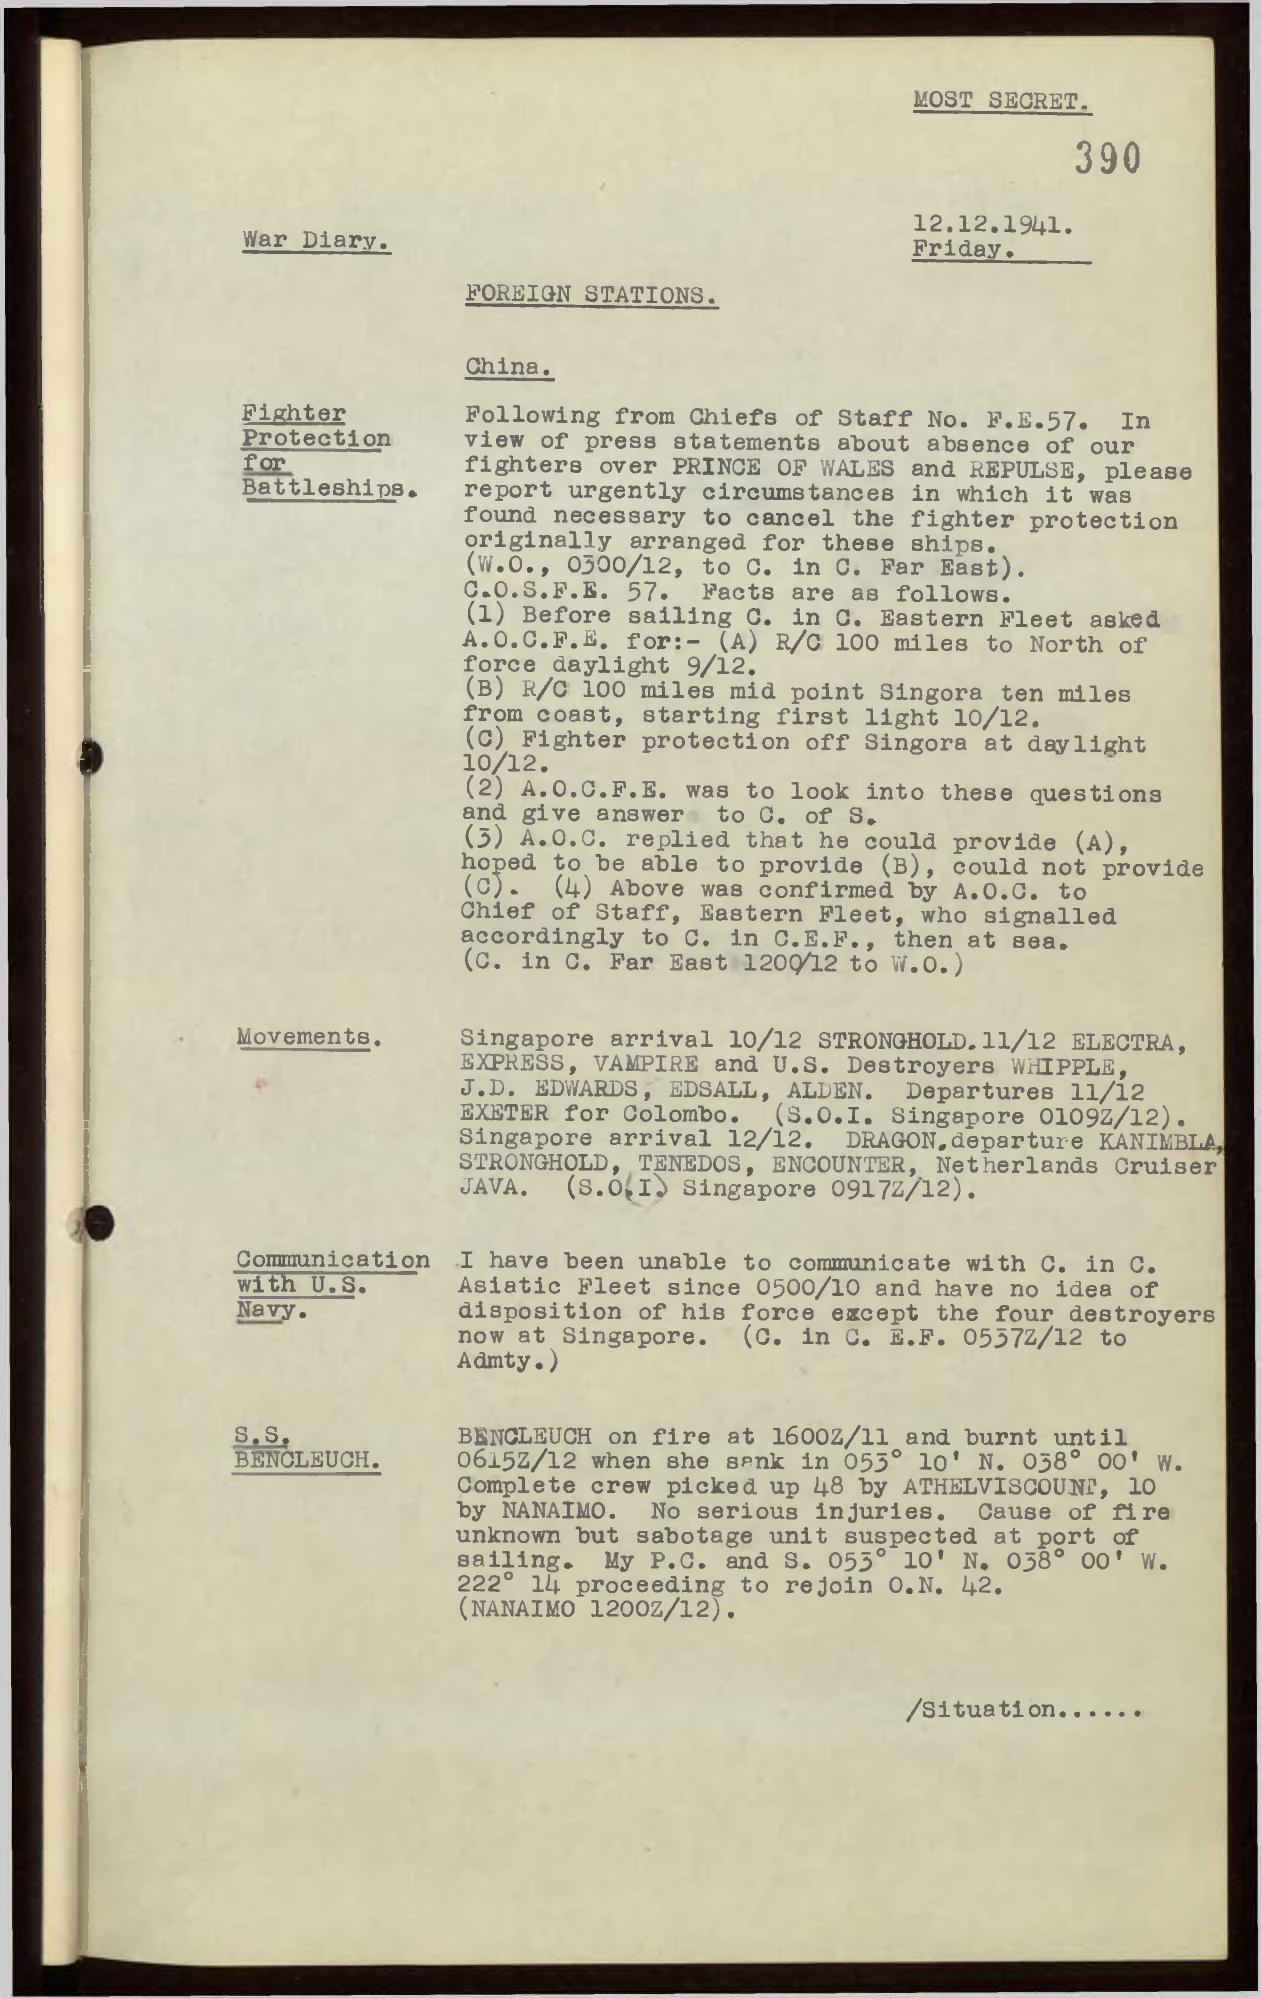 MOST SECRET.
390
12.12.1941.
War Diary.
Friday.
FOREIGN STATIONS.
China.
Fighter
Protection
for
Battleships.
Following from Chiefs of Staff No. F.E.57. In
view of press statements about absence of our
fighters over PRINCE OF WALES and REPULSE, please
report urgently circumstances in which it was
found necessary to cancel the fighter protection
originally arranged for these ships.
(W.O., 0300/12, to C. in C. Far East).
C.O.S.F.E. 57. Facts are as follows.
(1) Before sailing C. in C. Eastern Fleet asked
A.O.C.F.E. for:- (A) R/C 100 miles to North of
force daylight 9/12.
(B) R/C 100 miles mid point Singora ten miles
from coast, starting first light 10/12.
(C) Fighter protection off Singora at daylight
10/12.
(2) A.O.C.F.E. was to look into these questions
and give answer to C. of S.
(3) A.O.C. replied that he could provide (A),
hoped to be able to provide (B), could not provide
(C). (4) Above was confirmed by A.O.C. to
Chief of Staff, Eastern Fleet, who signalled
accordingly to C. in C.E.F., then at sea.
(C. in C. Far East 1200/12 to W.O.)
Movements.
Singapore arrival 10/12 STRONGHOLD. 11/12 ELECTRA,
EXPRESS, VAMPIRE and U.S. Destroyers WHIPPLE,
J.D. EDWARDS, EDSALL, ALDEN. Departures 11/12
EXETER for Colombo. (S.O.I. Singapore 0109Z/12).
Singapore arrival 12/12. DRAGON, departure KANIMBLA,
STRONGHOLD, TENEDOS, ENCOUNTER, Netherlands Cruiser
JAVA. (S.O.I) Singapore 0917Z/12).
Communication
with U.S.
Navy.
I have been unable to communicate with C. in C.
Asiatic Fleet since 0500/10 and have no idea of
disposition of his force except the four destroyers
now at Singapore. (C. in C. E.F. 0537Z/12 to
Admty.)
S.S.
BENCLEUCH.
BENCLEUCH on fire at 1600Z/11 and burnt until
0615Z/12 when she sank in 053° 10' N. 038° 00' W.
Complete crew picked up 48 by ATHELVISCOUNT, 10
by NANAIMO. No serious injuries. Cause of fire
unknown but sabotage unit suspected at port of
sailing. My P.C. and S. 053° 10' N. 038° 00' W.
222° 14 proceeding to rejoin O.N. 42.
(NANAIMO 1200Z/12).
/Situation......